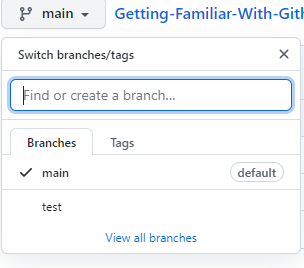 main Getting-Familiar-With-Gith
Switch branches/tags
Find or create a branch...
Branches Tags
main default
test
View all branches